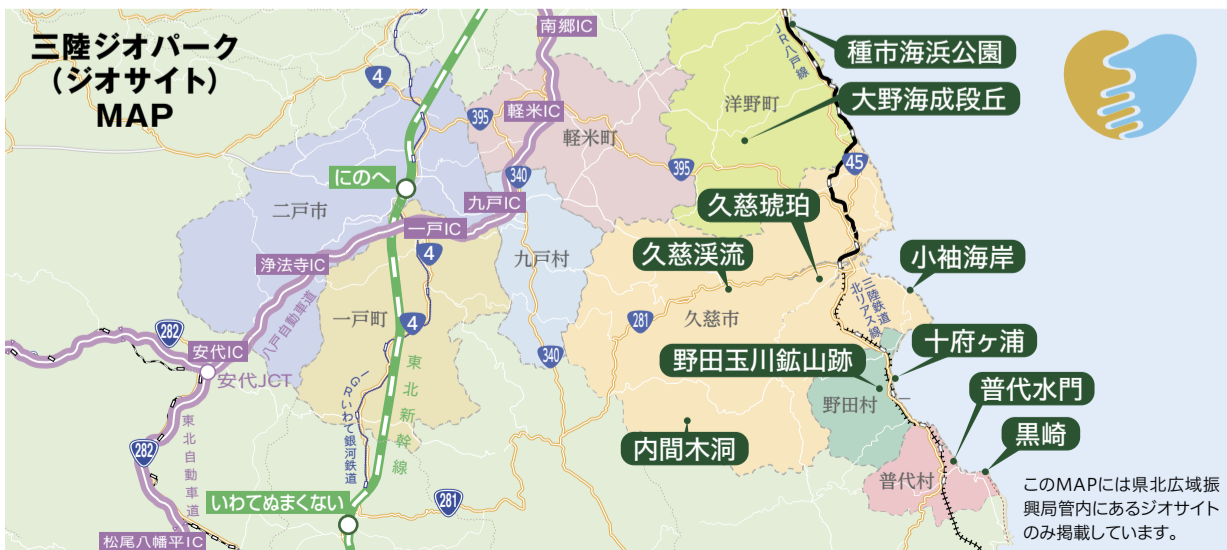 三陸ジオパーク
（ジオサイト）
MAP
南郷IC
JR八戸線
種市海浜公園
4
洋野町
大野海成段丘
395
軽米IC
軽米町
45
340
395
にのへ
九戸IC
久慈琥珀
二戸市
一戸IC
4
九戸村
久慈渓流
小袖海岸
浄法寺IC
八戸自動車道
三陸鉄道
北リアス線
一戸町
4
281
久慈市
282
安代IC
340
十府ヶ浦
安代JCT
東北新幹線
IGRいわて銀河鉄道
野田玉川鉱山跡
野田村
普代水門
282
東北自動車道
内間木洞
黒崎
普代村
いわてぬまくない
281
松尾八幡平IC
このMAPには県北広域振
興局管内にあるジオサイト
のみ掲載しています。